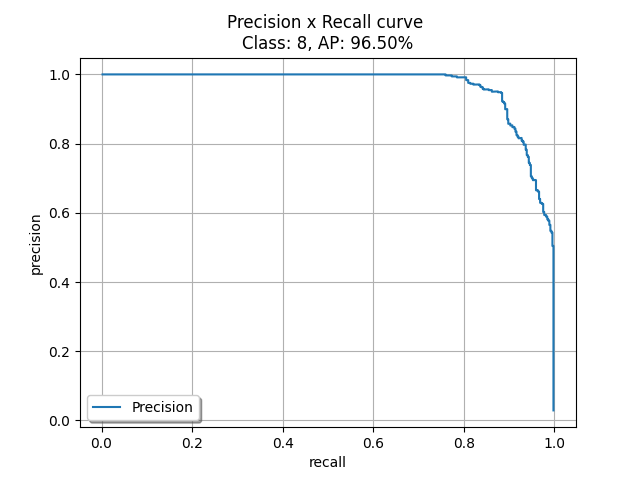 Precision x Recall curve
Class: 8, AP: 96.50%
1.0
0.8
0.6
0.4
0.2
0.0
precision
Precision
0.0 0.2 0.4 0.6 0.8 1.0
recall